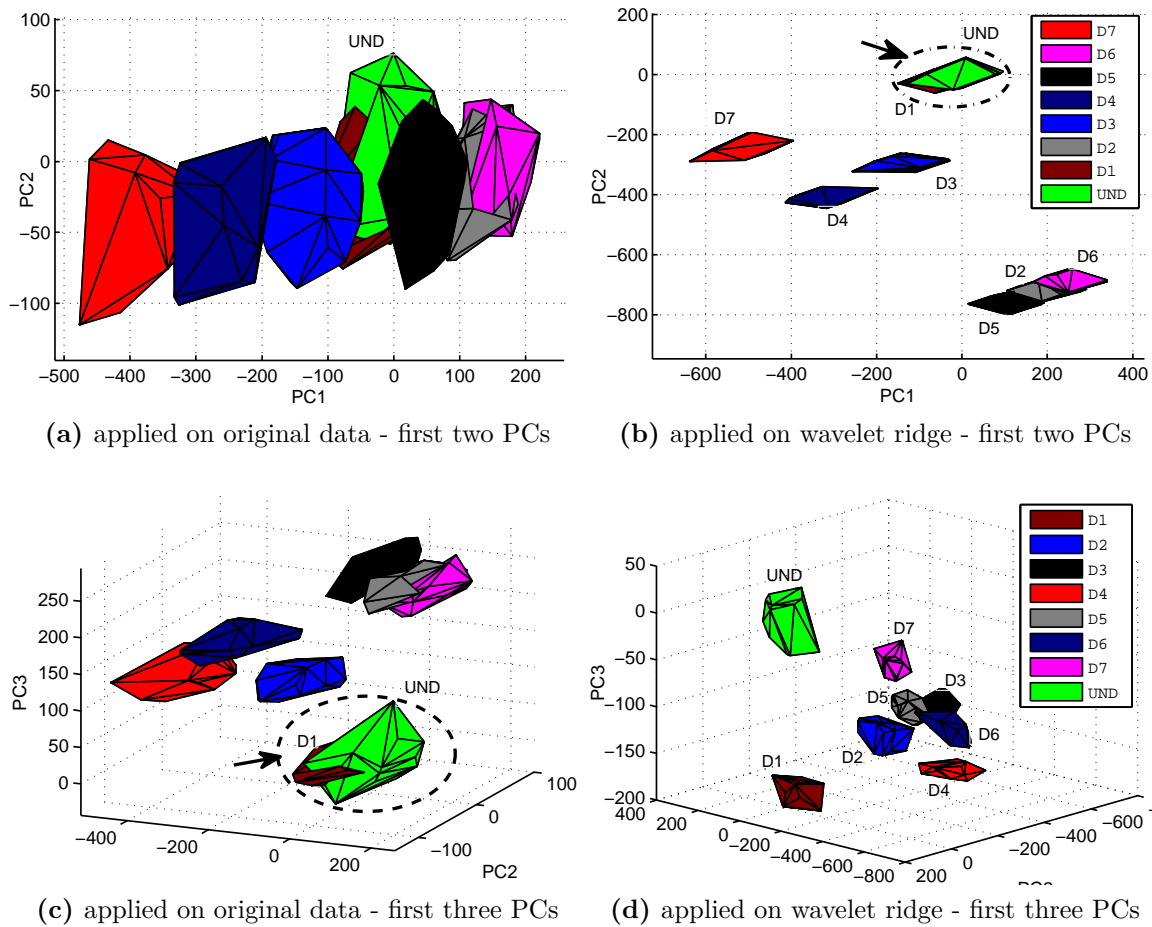 100
50
0
−50
−100
PC2
−500
−400
−300
−200
−100
0
100
200
PC1
UND
(a) applied on original data - first two PCs
200
0
−200
−400
−600
−800
PC2
−600
−400
−200
0
200
400
PC1
UND
D1
D7
D3
D4
D2
D6
D5
D7
D6
D5
D4
D3
D2
D1
UND
(b) applied on wavelet ridge - first two PCs
250
200
150
100
50
0
PC3
−400
−200
0
200
−100
0
100
PC2
UND
D1
(c) applied on original data - first three PCs
50
0
−50
−100
−150
−200
PC3
400
200
0
−200
−400
−600
−800
200
0
−200
−400
−600
UND
D7
D5
D3
D2
D6
D1
D4
D1
D2
D3
D4
D5
D6
D7
UND
(d) applied on wavelet ridge - first three PCs